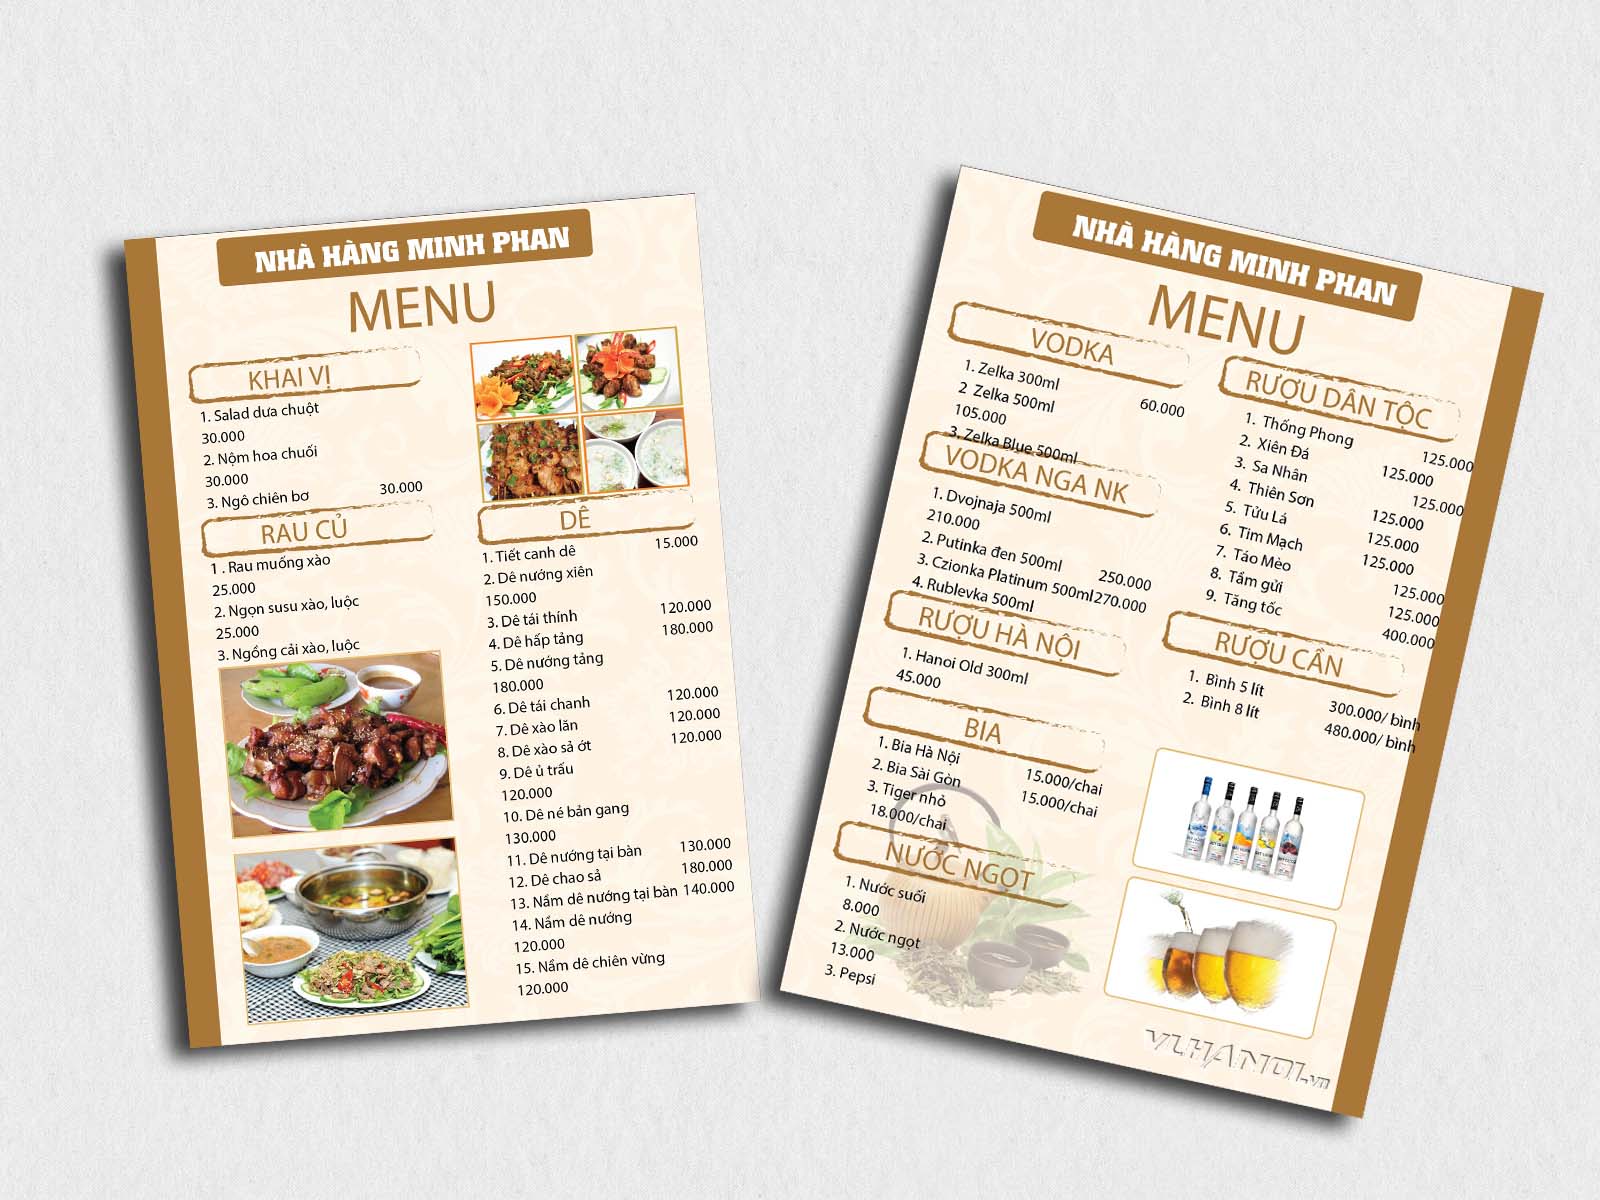 NHÀ HÀNG MINH PHAN
MENU
KHAI VỊ
1. Salad dưa chuột
30.000
2. Nộm hoa chuối
30.000
3. Ngô chiên bơ 30.000
RAU CỦ
1 . Rau muống xào
25.000
2. Ngọn susu xào, luộc
25.000
3. Ngồng cải xào, luộc
DÊ
1. Tiết canh dê 15.000
2. Dê nướng xiên
150.000
3. Dê tái thính 120.000
4. Dê hấp tảng 180.000
5. Dê nướng tảng
180.000
6. Dê tái chanh 120.000
7. Dê xào lăn 120.000
8. Dê xào sả ớt 120.000
9. Dê ủ trấu
120.000
10. Dê né bản gang
130.000
11. Dê nướng tại bàn 130.000
12. Dê chao sả 180.000
13. Nầm dê nướng tại bàn 140.000
14. Nầm dê nướng
120.000
15. Nầm dê chiên vừng
120.000
NHÀ HÀNG MINH PHAN
MENU
VODKA
1. Zelka 300ml 60.000
2 Zelka 500ml
105.000
3. Zelka Blue 500ml
VODKA NGA NK
1. Dvojnaja 500ml
210.000
2. Putinka đen 500ml 250.000
3. Czionka Platinum 500ml 270.000
4. Rublevka 500ml
RƯỢU HÀ NỘI
1. Hanoi Old 300ml
45.000
BIA
1. Bia Hà Nội 15.000/chai
2. Bia Sài Gòn 15.000/chai
3. Tiger nhỏ
18.000/chai
NƯỚC NGỌT
1. Nước suối
8.000
2. Nước ngọt
13.000
3. Pepsi
RƯỢU DÂN TỘC
1. Thống Phong 125.000
2. Xiên Đá 125.000
3. Sa Nhân 125.000
4. Thiên Sơn 125.000
5. Tửu Lá 125.000
6. Tim Mạch 125.000
7. Táo Mèo 125.000
8. Tầm gửi 125.000
9. Tăng tốc 400.000
RƯỢU CẦN
1. Bình 5 lít 300.000/ bình
2. Bình 8 lít 480.000/ bình
VUHANDI.vn